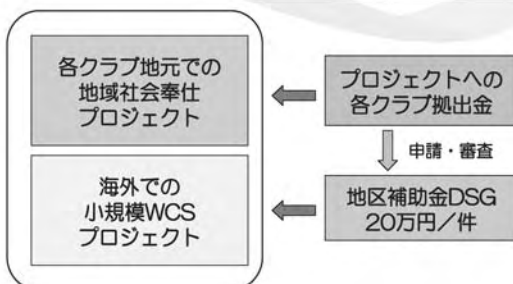 各クラブ地元での
地域社会奉仕
プロジェクト
プロジェクトへの
各クラブ拠出金
申請・審査
海外での
小規模WCS
プロジェクト
地区補助金DSG
20万円／件